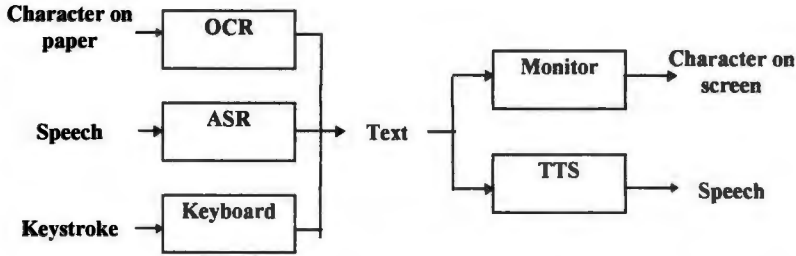 Character on
paper
OCR
Speech
ASR
Keystroke
Keyboard
Text
Monitor
Character on
screen
TTS
Speech